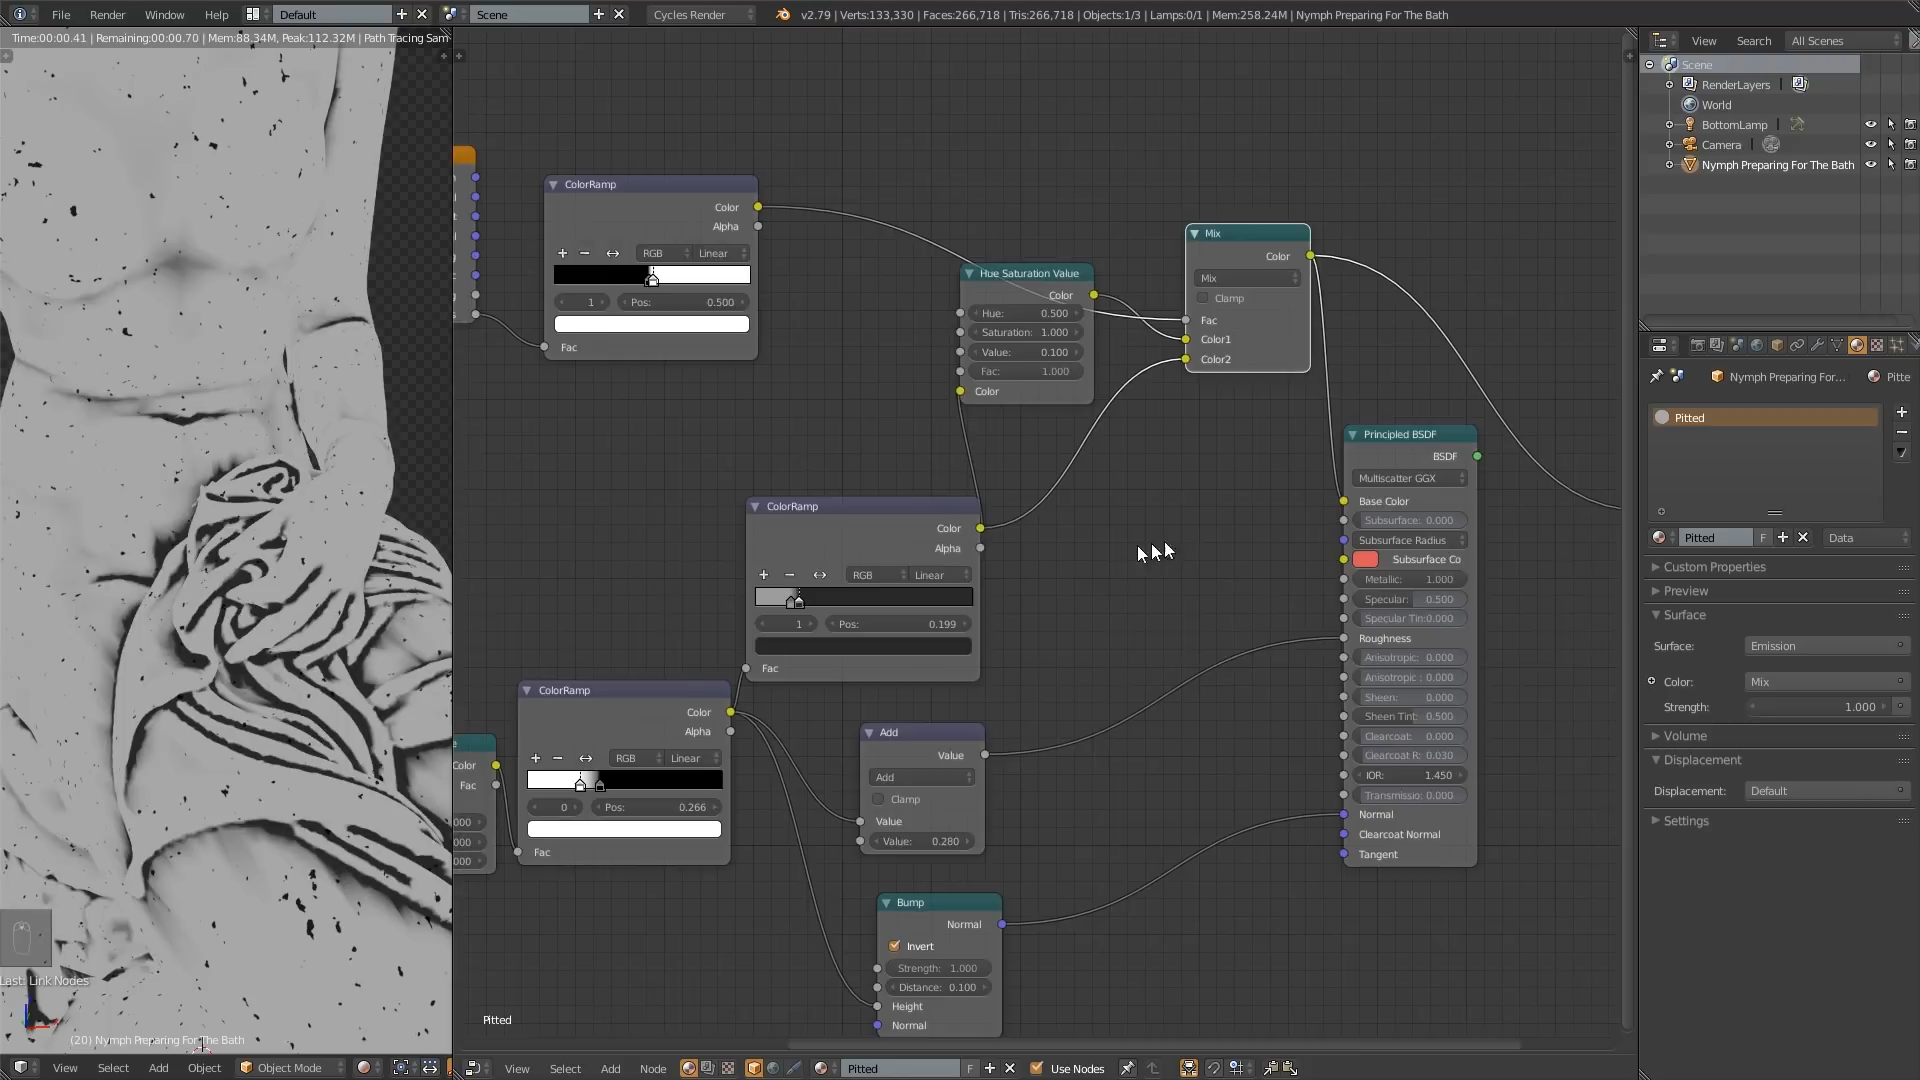 File Render Window Help Default Scene Cycles Render v2.79 | Verts:133,330 | Faces:266,718 | Tris:266,718 | Objects:1/3 | Lamps:0/1 | Mem:258.24M | Nymph Preparing For The Bath
Time:00:00.41 | Remaining:00:00.70 | Mem:88.34M, Peak:112.32M | Path Tracing Sam
Last: Link Nodes
(20) Nymph Preparing For The Bath
View Select Add Object Object Mode
ColorRamp
Color
Alpha
RGB Linear
1 Pos: 0.500
Fac
Hue Saturation Value
Color
Hue: 0.500
Saturation: 1.000
Value: 0.100
Fac: 1.000
Color
Mix
Color
Mix
Clamp
Fac
Color1
Color2
ColorRamp
Color
Alpha
RGB Linear
1 Pos: 0.199
Fac
ColorRamp
Color
Alpha
RGB Linear
0 Pos: 0.266
Fac
e
Color
Fac
000
000
000
Add
Value
Add
Clamp
Value
Value: 0.280
Bump
Normal
Invert
Strength: 1.000
Distance: 0.100
Height
Normal
Principled BSDF
BSDF
Multiscatter GGX
Base Color
Subsurface: 0.000
Subsurface Radius
Subsurface Co
Metallic: 1.000
Specular: 0.500
Specular Tin:0.000
Roughness
Anisotropic: 0.000
Anisotropic : 0.000
Sheen: 0.000
Sheen Tint: 0.500
Clearcoat: 0.000
Clearcoat R: 0.030
IOR: 1.450
Transmissio: 0.000
Normal
Clearcoat Normal
Tangent
Pitted
View Select Add Node Pitted F Use Nodes
View Search All Scenes
Scene
RenderLayers |
World
BottomLamp |
Camera |
Nymph Preparing For The Bath
Nymph Preparing For... Pitte
Pitted
Pitted F Data
Custom Properties
Preview
Surface
Surface: Emission
Color: Mix
Strength: 1.000
Volume
Displacement
Displacement: Default
Settings